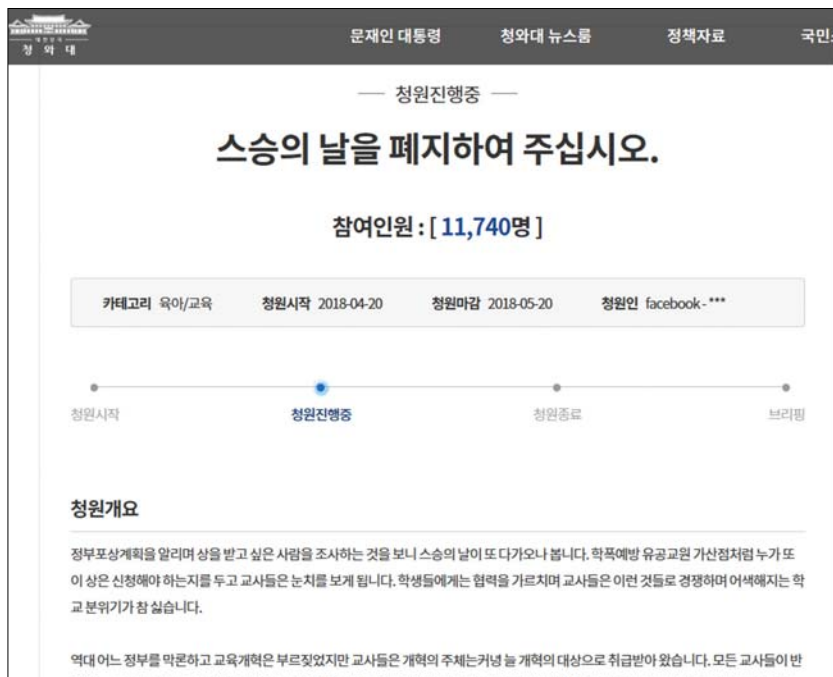 문재인 대통령 청와대 뉴스룸 정책자료 국민
청 와 대
청원진행중
스승의 날을 폐지하여 주십시오.
참여인원 : [ 11,740명 ]
카테고리 육아/교육 청원시작 2018-04-20 청원마감 2018-05-20 청원인 facebook - ***
청원시작 청원진행중 청원종료 브리핑
청원개요
정부포상계획을 알리며 상을 받고 싶은 사람을 조사하는 것을 보니 스승의 날이 또 다가오나 봅니다. 학폭예방 유공교원 가산점처럼 누가 또
이 상은 신청해야 하는지를 두고 교사들은 눈치를 보게 됩니다. 학생들에게는 협력을 가르치며 교사들은 이런 것들로 경쟁하며 어색해지는 학
교 분위기가 참 싫습니다.
역대 어느 정부를 막론하고 교육개혁은 부르짖었지만 교사들은 개혁의 주체는커녕 늘 개혁의 대상으로 취급받아 왔습니다. 모든 교사들이 반